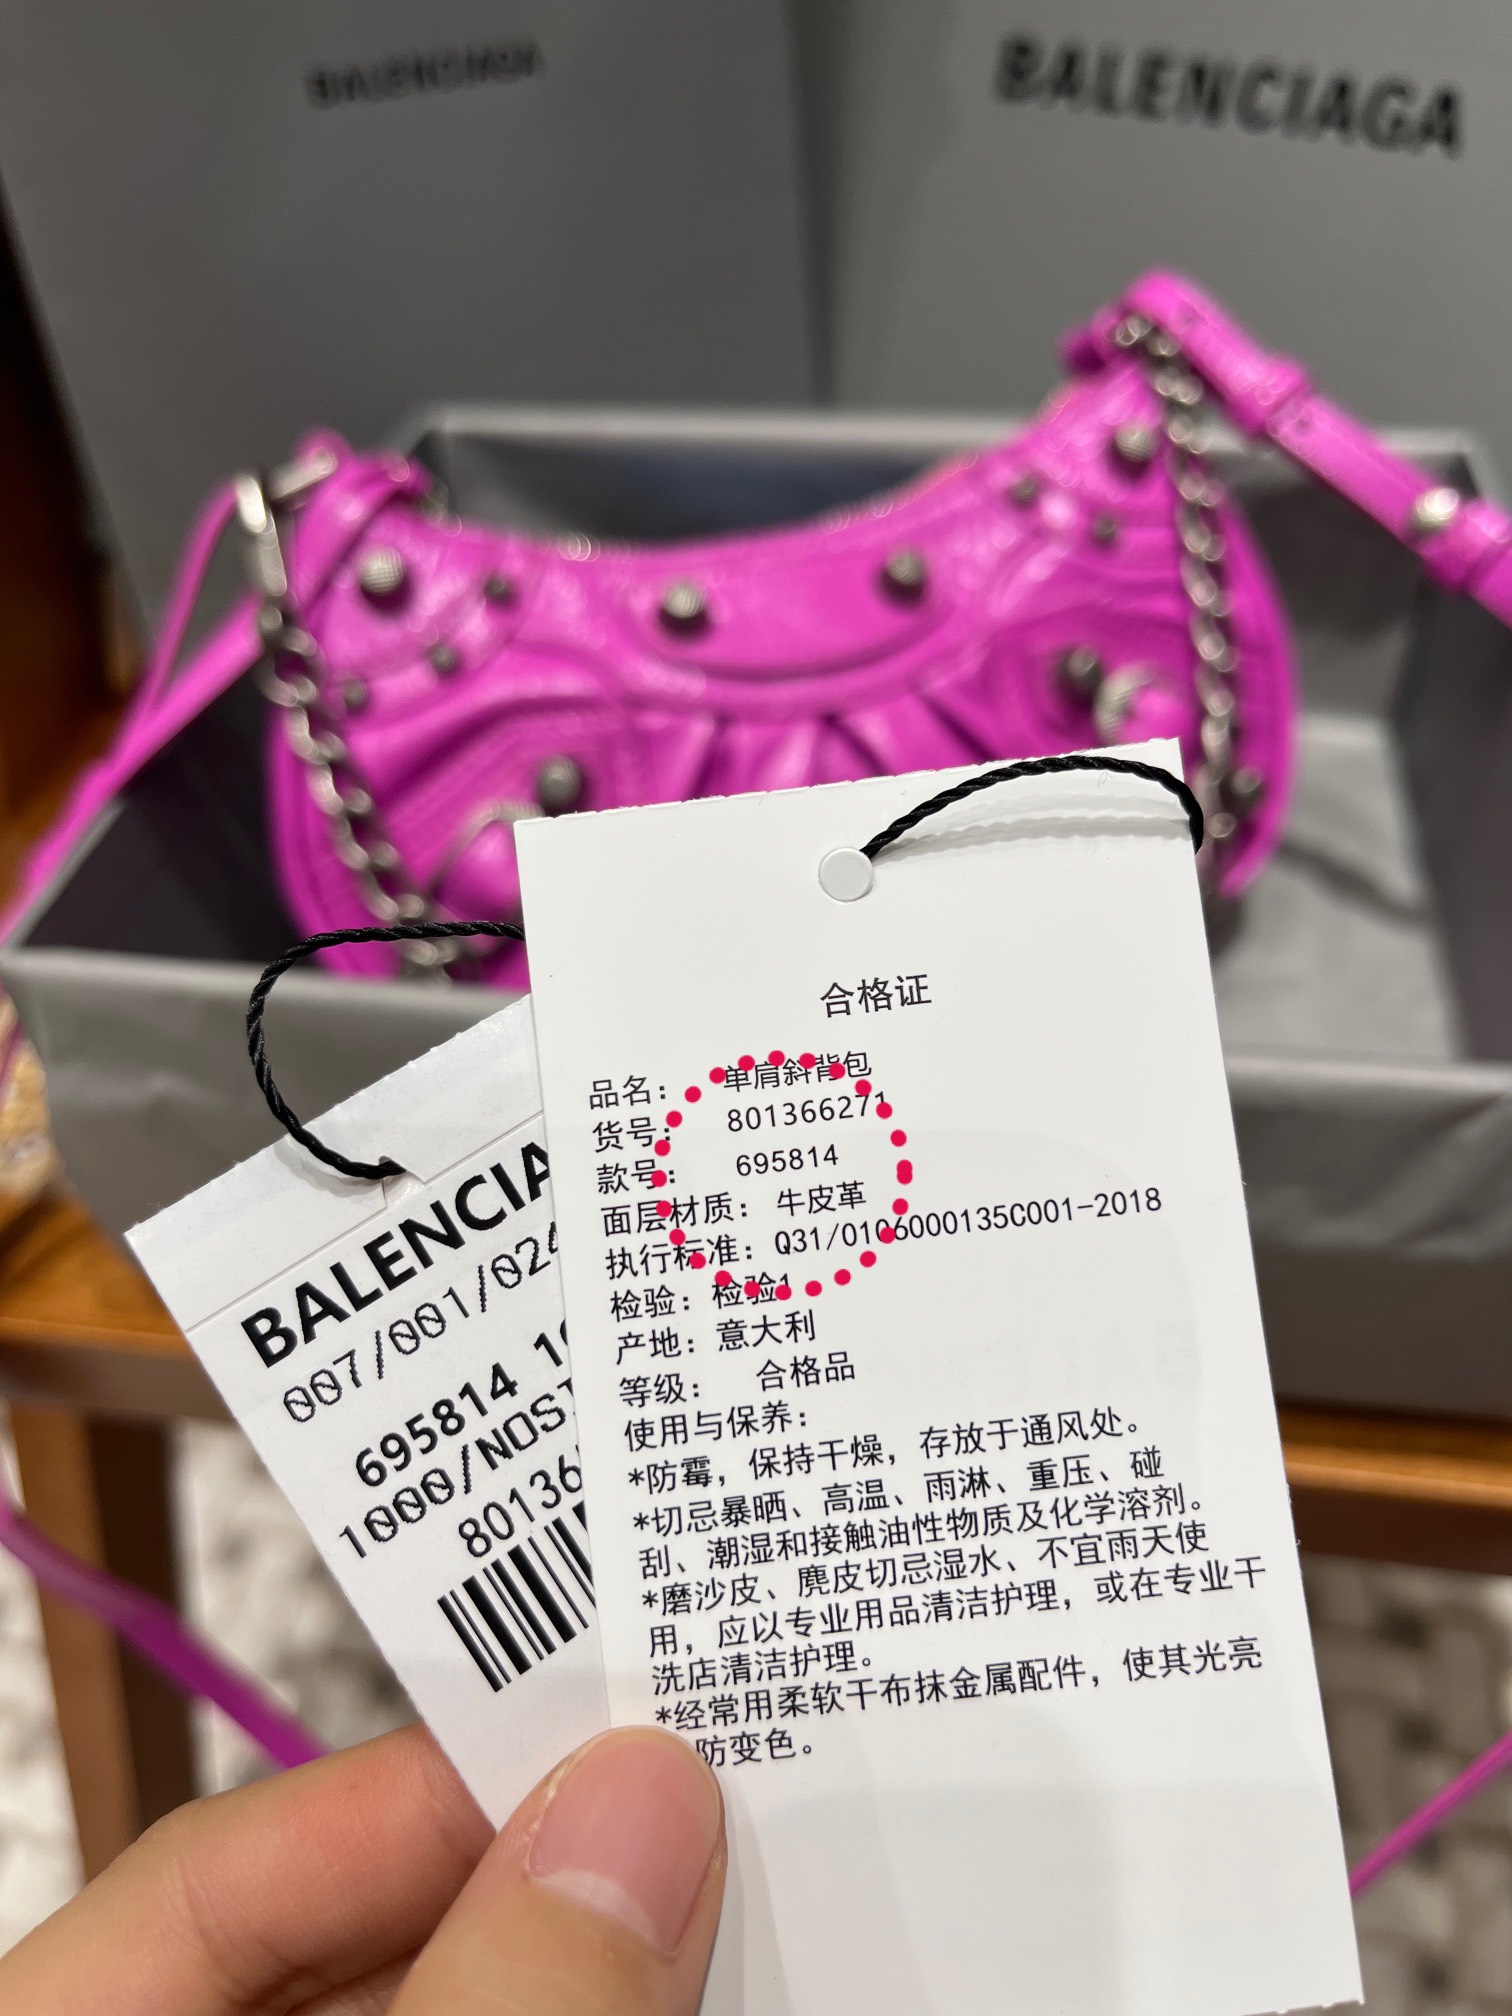 BALENCIAGA
BALENCIAGA
合格证
品名： 单肩斜背包
货号： 801366271
款号： 695814
面层材质： 牛皮革
执行标准： Q31/0106000135C001-2018
检验： 检验1
产地： 意大利
等级： 合格品
使用与保养：
*防霉，保持干燥，存放于通风处。
*切忌暴晒、高温、雨淋、重压、碰
刮、潮湿和接触油性物质及化学溶剂。
*磨沙皮、麂皮切忌湿水、不宜雨天使
用，应以专业用品清洁护理，或在专业干
洗店清洁护理。
*经常用柔软干布抹金属配件，使其光亮
防变色。
BALENCIA
007/001/02
695814 1
1000/NOS
80136